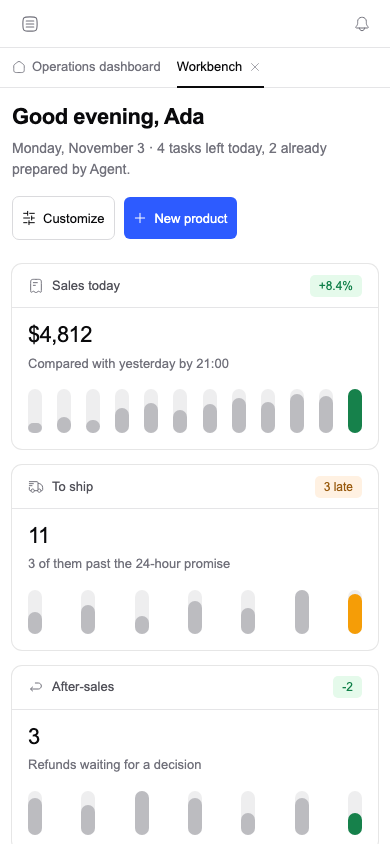 Operations dashboard
Workbench
Good evening, Ada
Monday, November 3 · 4 tasks left today, 2 already
prepared by Agent.
Customize
New product
Sales today
+8.4%
$4,812
Compared with yesterday by 21:00
To ship
3 late
11
3 of them past the 24-hour promise
After-sales
-2
3
Refunds waiting for a decision